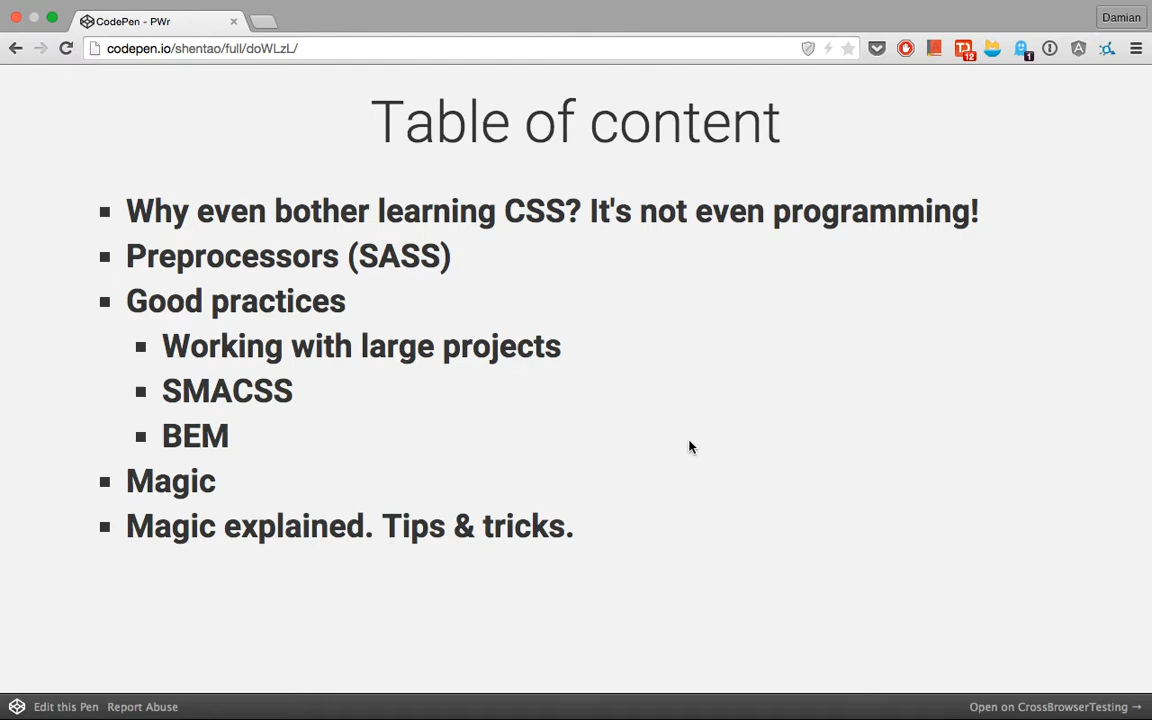 CodePen - PWr
Damian
codepen.io/shentao/full/doWLzL/
12
1
Table of content
Why even bother learning CSS? It's not even programming!
Preprocessors (SASS)
Good practices
Working with large projects
SMACSS
BEM
Magic
Magic explained. Tips & tricks.
Edit this Pen
Report Abuse
Open on CrossBrowserTesting →